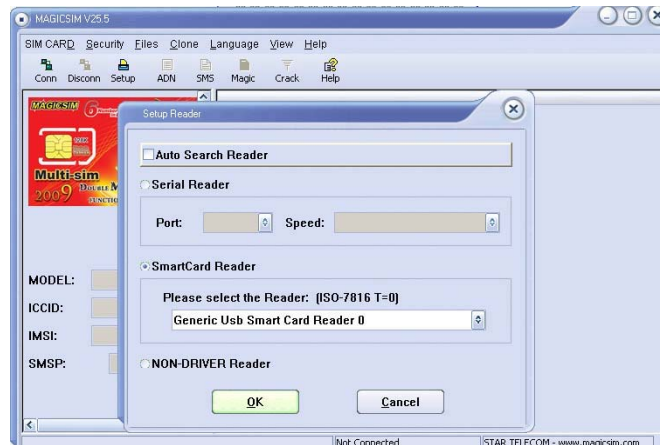 MAGICSIM V25.5
SIM CARD Security Files Clone Language View Help
Conn Disconn Setup ADN SMS Magic Crack Help
MAGICSIM 6
Setup Reader
Auto Search Reader
Multi-sim
2009
Serial Reader
Port: Speed:
SmartCard Reader
MODEL:
Please select the Reader: (ISO-7816 T=0)
ICCID:
Generic Usb Smart Card Reader 0
IMSI:
SMSP:
NON-DRIVER Reader
OK Cancel
Not Connected STAR TELECOM - www.magicsim.com